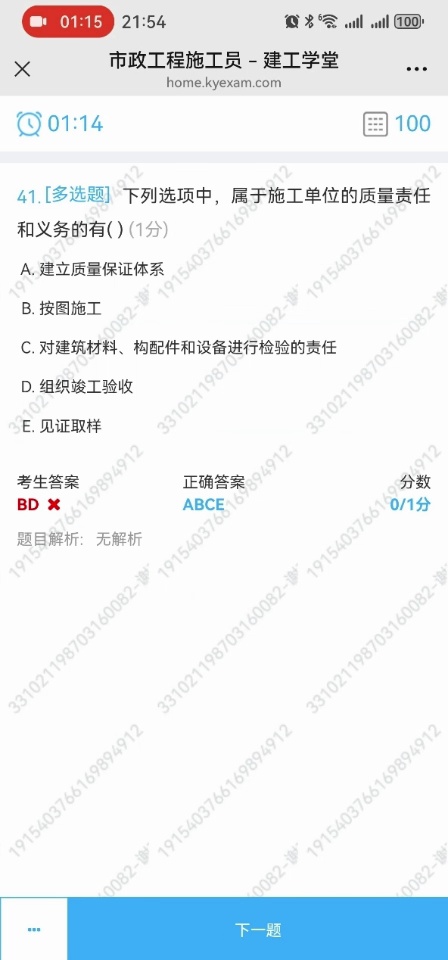 01:15 21:54 6 100
市政工程施工员 – 建工学堂
home.kyexam.com
01:14 100
41.[多选题] 下列选项中，属于施工单位的质量责任
和义务的有( ) (1分)
A. 建立质量保证体系
B. 按图施工
C. 对建筑材料、构配件和设备进行检验的责任
D. 组织竣工验收
E. 见证取样
考生答案 正确答案 分数
BD ABCE 0/1分
题目解析: 无解析
1915403766169894912
331021198703160082-
下一题